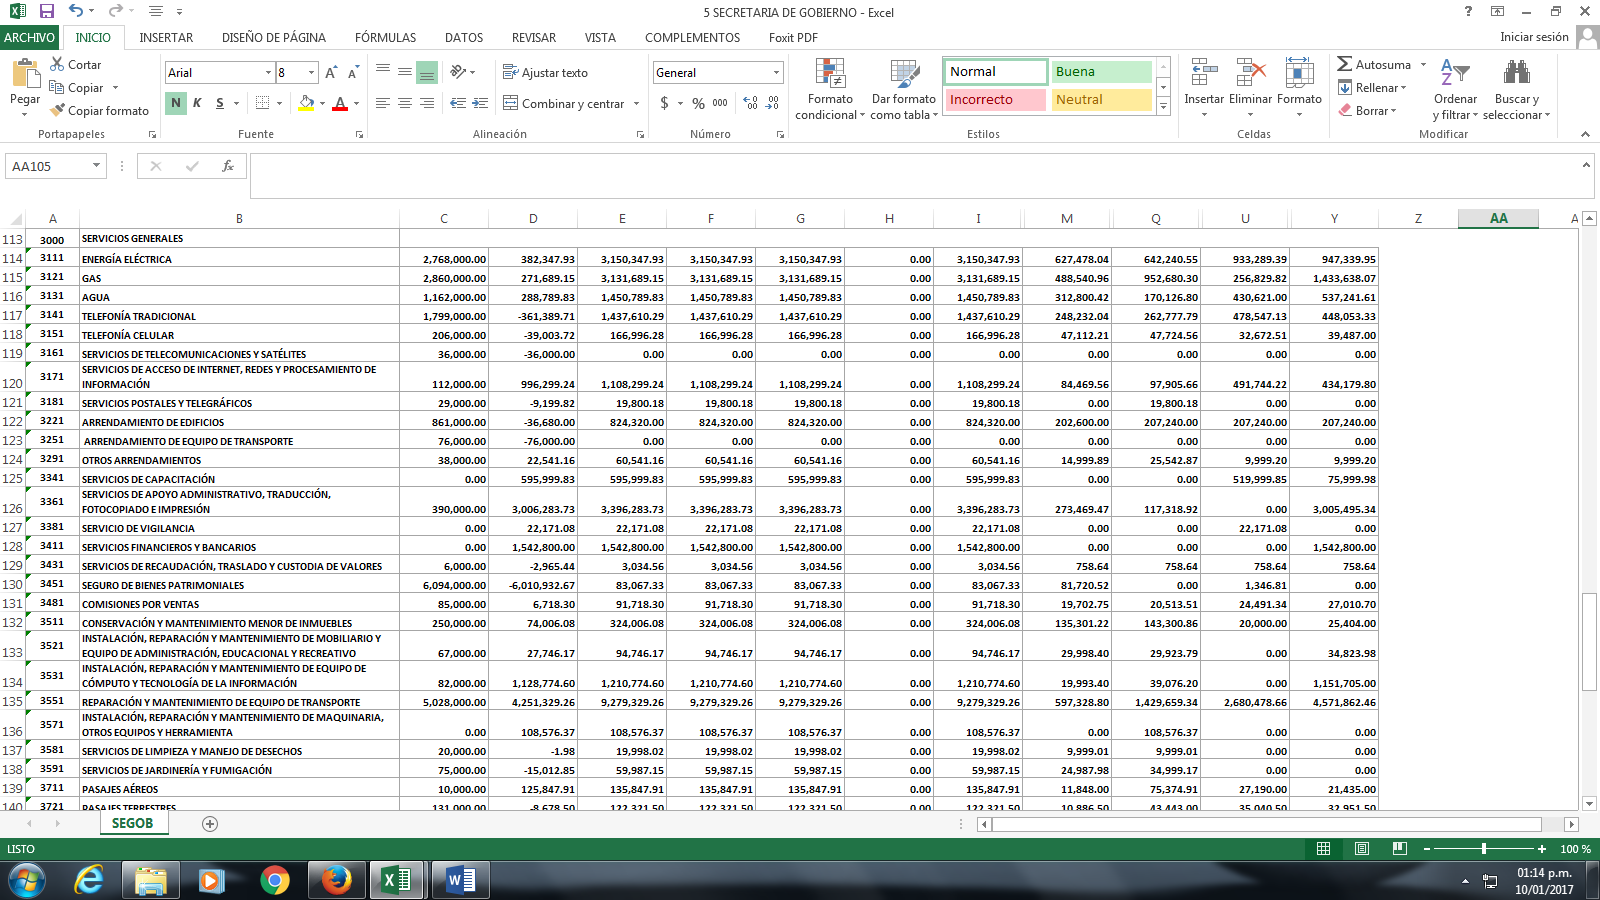 5 SECRETARIA DE GOBIERNO - Excel
ARCHIVO INICIO INSERTAR DISEÑO DE PÁGINA FÓRMULAS DATOS REVISAR VISTA COMPLEMENTOS Foxit PDF Iniciar sesión
Cortar
Copiar
Copiar formato
Pegar
Portapapeles
Arial 8
N K S
Fuente
Ajustar texto
Combinar y centrar
Alineación
General
$ % 000
Número
Formato condicional
Dar formato como tabla
Normal Buena
Incorrecto Neutral
Estilos
Insertar Eliminar Formato
Celdas
Autosuma
Rellenar
Borrar
Ordenar y filtrar
Buscar y seleccionar
Modificar
AA105 fx
A B C D E F G H I M Q U Y Z AA A
113 3000 SERVICIOS GENERALES
114 3111 ENERGÍA ELÉCTRICA 2,768,000.00 382,347.93 3,150,347.93 3,150,347.93 3,150,347.93 0.00 3,150,347.93 627,478.04 642,240.55 933,289.39 947,339.95
115 3121 GAS 2,860,000.00 271,689.15 3,131,689.15 3,131,689.15 3,131,689.15 0.00 3,131,689.15 488,540.96 952,680.30 256,829.82 1,433,638.07
116 3131 AGUA 1,162,000.00 288,789.83 1,450,789.83 1,450,789.83 1,450,789.83 0.00 1,450,789.83 312,800.42 170,126.80 430,621.00 537,241.61
117 3141 TELEFONÍA TRADICIONAL 1,799,000.00 -361,389.71 1,437,610.29 1,437,610.29 1,437,610.29 0.00 1,437,610.29 248,232.04 262,777.79 478,547.13 448,053.33
118 3151 TELEFONÍA CELULAR 206,000.00 -39,003.72 166,996.28 166,996.28 166,996.28 0.00 166,996.28 47,112.21 47,724.56 32,672.51 39,487.00
119 3161 SERVICIOS DE TELECOMUNICACIONES Y SATÉLITES 36,000.00 -36,000.00 0.00 0.00 0.00 0.00 0.00 0.00 0.00 0.00 0.00
SERVICIOS DE ACCESO DE INTERNET, REDES Y PROCESAMIENTO DE
120 3171 INFORMACIÓN 112,000.00 996,299.24 1,108,299.24 1,108,299.24 1,108,299.24 0.00 1,108,299.24 84,469.56 97,905.66 491,744.22 434,179.80
121 3181 SERVICIOS POSTALES Y TELEGRÁFICOS 29,000.00 -9,199.82 19,800.18 19,800.18 19,800.18 0.00 19,800.18 0.00 19,800.18 0.00 0.00
122 3221 ARRENDAMIENTO DE EDIFICIOS 861,000.00 -36,680.00 824,320.00 824,320.00 824,320.00 0.00 824,320.00 202,600.00 207,240.00 207,240.00 207,240.00
123 3251 ARRENDAMIENTO DE EQUIPO DE TRANSPORTE 76,000.00 -76,000.00 0.00 0.00 0.00 0.00 0.00 0.00 0.00 0.00 0.00
124 3291 OTROS ARRENDAMIENTOS 38,000.00 22,541.16 60,541.16 60,541.16 60,541.16 0.00 60,541.16 14,999.89 25,542.87 9,999.20 9,999.20
125 3341 SERVICIOS DE CAPACITACIÓN 0.00 595,999.83 595,999.83 595,999.83 595,999.83 0.00 595,999.83 0.00 0.00 519,999.85 75,999.98
SERVICIOS DE APOYO ADMINISTRATIVO, TRADUCCIÓN,
126 3361 FOTOCOPIADO E IMPRESIÓN 390,000.00 3,006,283.73 3,396,283.73 3,396,283.73 3,396,283.73 0.00 3,396,283.73 273,469.47 117,318.92 0.00 3,005,495.34
127 3381 SERVICIO DE VIGILANCIA 0.00 22,171.08 22,171.08 22,171.08 22,171.08 0.00 22,171.08 0.00 0.00 22,171.08 0.00
128 3411 SERVICIOS FINANCIEROS Y BANCARIOS 0.00 1,542,800.00 1,542,800.00 1,542,800.00 1,542,800.00 0.00 1,542,800.00 0.00 0.00 0.00 1,542,800.00
129 3431 SERVICIOS DE RECAUDACIÓN, TRASLADO Y CUSTODIA DE VALORES 6,000.00 -2,965.44 3,034.56 3,034.56 3,034.56 0.00 3,034.56 758.64 758.64 758.64 758.64
130 3451 SEGURO DE BIENES PATRIMONIALES 6,094,000.00 -6,010,932.67 83,067.33 83,067.33 83,067.33 0.00 83,067.33 81,720.52 0.00 1,346.81 0.00
131 3481 COMISIONES POR VENTAS 85,000.00 6,718.30 91,718.30 91,718.30 91,718.30 0.00 91,718.30 19,702.75 20,513.51 24,491.34 27,010.70
132 3511 CONSERVACIÓN Y MANTENIMIENTO MENOR DE INMUEBLES 250,000.00 74,006.08 324,006.08 324,006.08 324,006.08 0.00 324,006.08 135,301.22 143,300.86 20,000.00 25,404.00
INSTALACIÓN, REPARACIÓN Y MANTENIMIENTO DE MOBILIARIO Y
133 3521 EQUIPO DE ADMINISTRACIÓN, EDUCACIONAL Y RECREATIVO 67,000.00 27,746.17 94,746.17 94,746.17 94,746.17 0.00 94,746.17 29,998.40 29,923.79 0.00 34,823.98
INSTALACIÓN, REPARACIÓN Y MANTENIMIENTO DE EQUIPO DE
134 3531 CÓMPUTO Y TECNOLOGÍA DE LA INFORMACIÓN 82,000.00 1,128,774.60 1,210,774.60 1,210,774.60 1,210,774.60 0.00 1,210,774.60 19,993.40 39,076.20 0.00 1,151,705.00
135 3551 REPARACIÓN Y MANTENIMIENTO DE EQUIPO DE TRANSPORTE 5,028,000.00 4,251,329.26 9,279,329.26 9,279,329.26 9,279,329.26 0.00 9,279,329.26 597,328.80 1,429,659.34 2,680,478.66 4,571,862.46
INSTALACIÓN, REPARACIÓN Y MANTENIMIENTO DE MAQUINARIA,
136 3571 OTROS EQUIPOS Y HERRAMIENTA 0.00 108,576.37 108,576.37 108,576.37 108,576.37 0.00 108,576.37 0.00 108,576.37 0.00 0.00
137 3581 SERVICIOS DE LIMPIEZA Y MANEJO DE DESECHOS 20,000.00 -1.98 19,998.02 19,998.02 19,998.02 0.00 19,998.02 9,999.01 9,999.01 0.00 0.00
138 3591 SERVICIOS DE JARDINERÍA Y FUMIGACIÓN 75,000.00 -15,012.85 59,987.15 59,987.15 59,987.15 0.00 59,987.15 24,987.98 34,999.17 0.00 0.00
139 3711 PASAJES AÉREOS 10,000.00 125,847.91 135,847.91 135,847.91 135,847.91 0.00 135,847.91 11,848.00 75,374.91 27,190.00 21,435.00
140 3721 PASAJES TERRESTRES 131,000.00 -8,678.50 122,321.50 122,321.50 122,321.50 0.00 122,321.50 10,886.50 43,443.00 35,040.50 32,951.50
SEGOB
LISTO 100 %
01:14 p.m.
10/01/2017